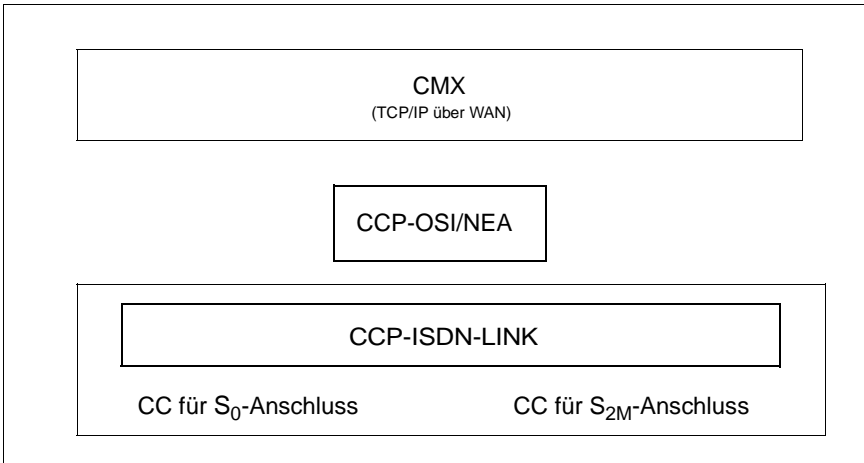 CMX
(TCP/IP über WAN)
CCP-OSI/NEA
CCP-ISDN-LINK
CC für S0-Anschluss CC für S2M-Anschluss